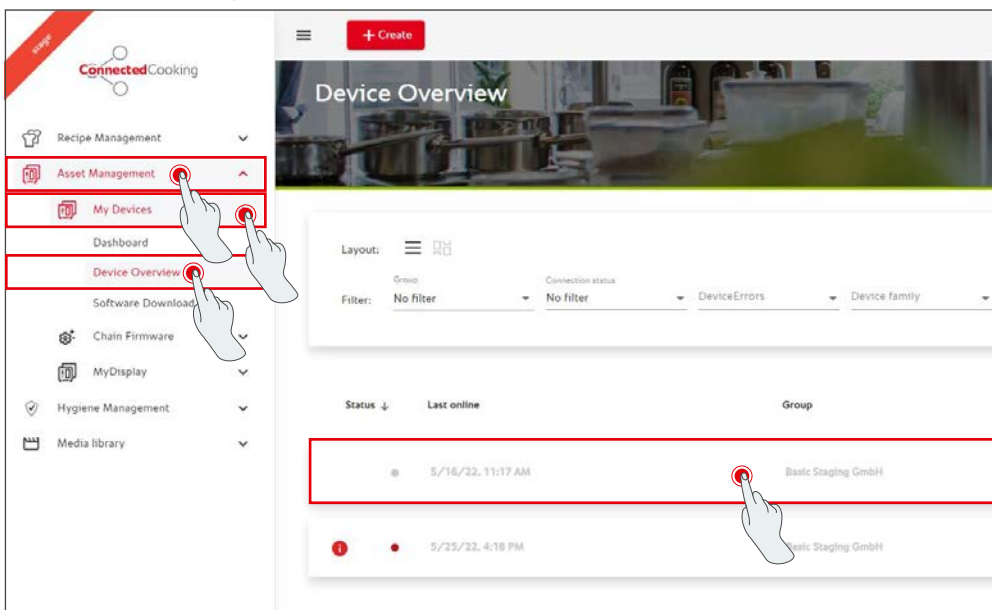 stage
ConnectedCooking
+ Create
Device Overview
Recipe Management
Asset Management
My Devices
Dashboard
Device Overview
Software Download
Chain Firmware
MyDisplay
Hygiene Management
Media library
Layout:
Filter:
Group
No filter
Connection status
No filter
DeviceErrors
Device family
Status ↓ Last online Group
5/16/22, 11:17 AM Basic Staging GmbH
5/25/22, 4:18 PM Basic Staging GmbH